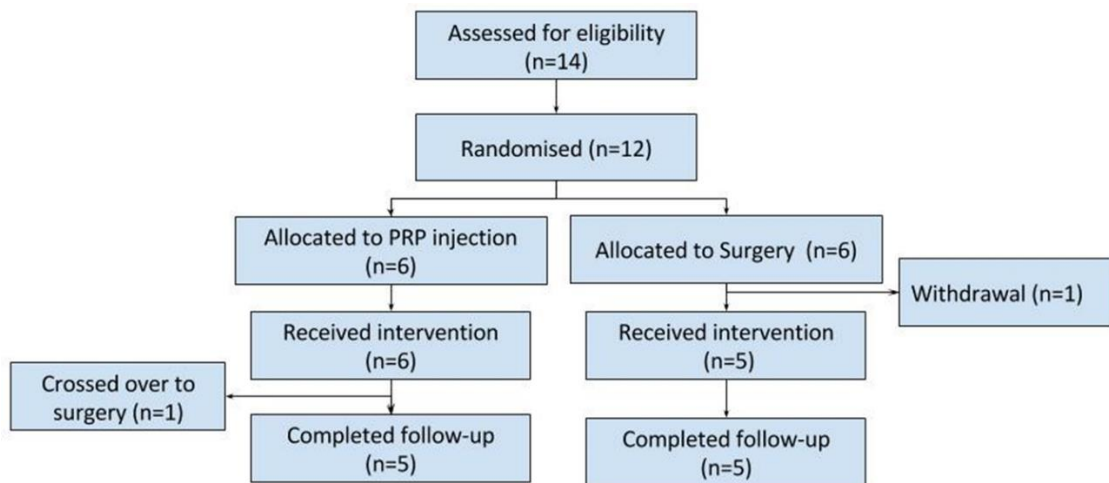 Assessed for eligibility
(n=14)
Randomised (n=12)
Allocated to PRP injection
(n=6)
Allocated to Surgery (n=6)
Withdrawal (n=1)
Received intervention
(n=6)
Received intervention
(n=5)
Crossed over to
surgery (n=1)
Completed follow-up
(n=5)
Completed follow-up
(n=5)